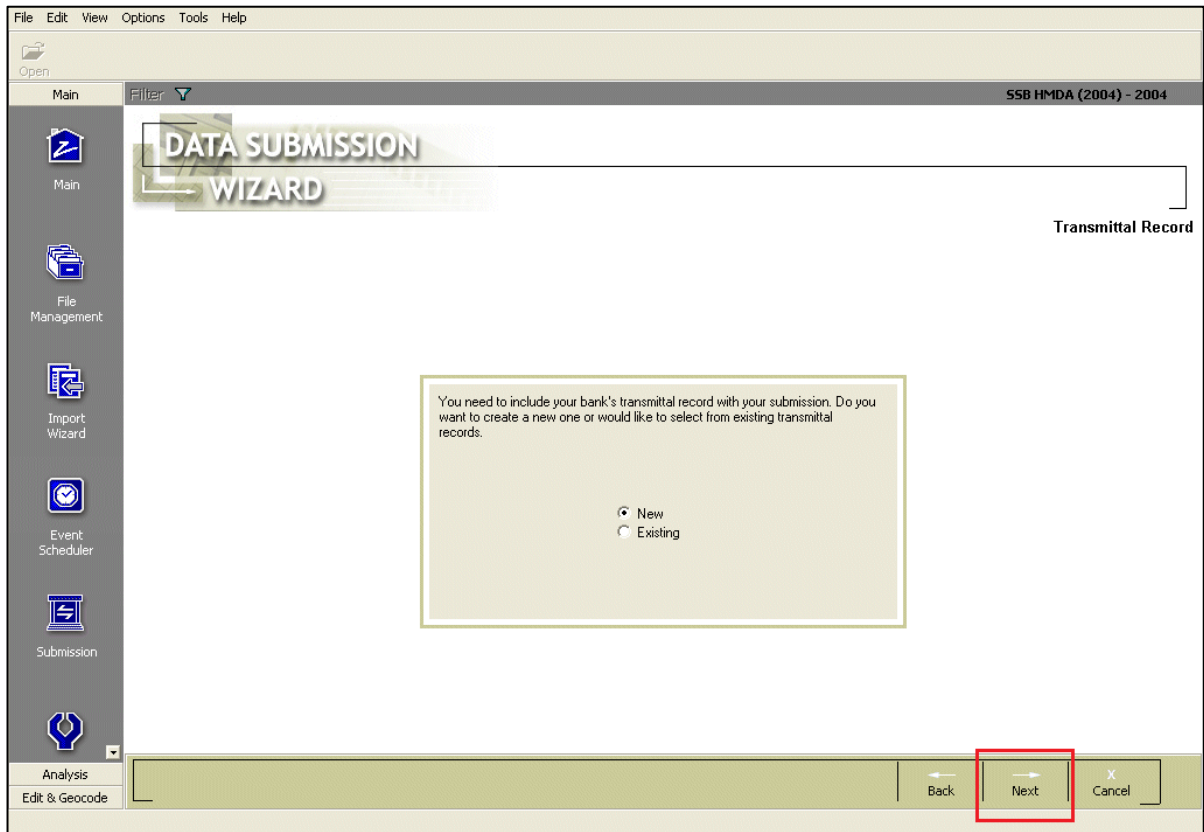 File Edit View Options Tools Help
Open
Main
Filter
SSB HMDA (2004) - 2004
DATA SUBMISSION
WIZARD
Transmittal Record
Main
File
Management
Import
Wizard
Event
Scheduler
Submission
You need to include your bank's transmittal record with your submission. Do you
want to create a new one or would like to select from existing transmittal
records.
New
Existing
Analysis
Edit & Geocode
Back
Next
X
Cancel